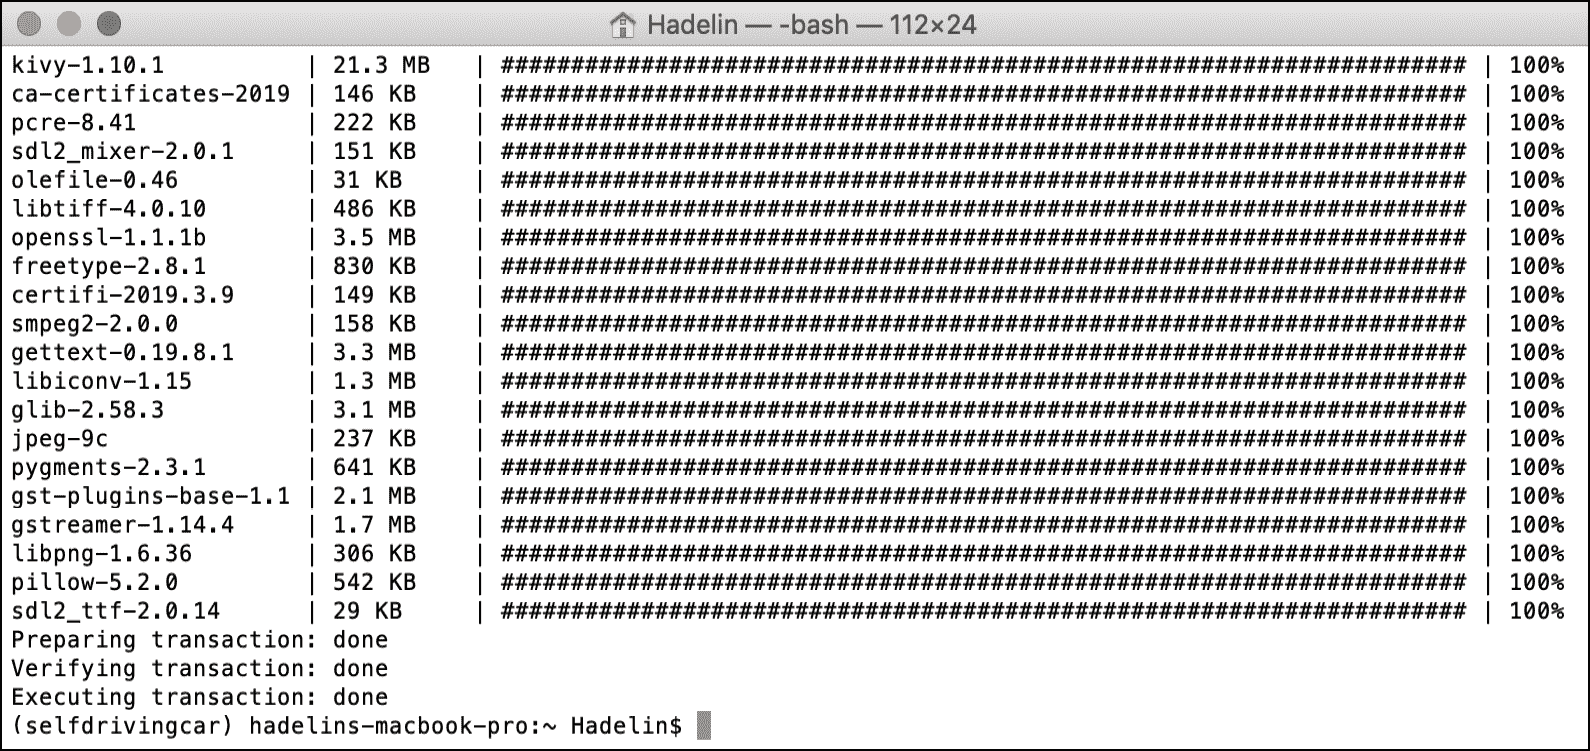 Hadelin — -bash — 112×24
kivy-1.10.1          | 21.3 MB   | ##################################################################### | 100%
ca-certificates-2019 | 146 KB    | ##################################################################### | 100%
pcre-8.41            | 222 KB    | ##################################################################### | 100%
sdl2_mixer-2.0.1     | 151 KB    | ##################################################################### | 100%
olefile-0.46         | 31 KB     | ##################################################################### | 100%
libtiff-4.0.10       | 486 KB    | ##################################################################### | 100%
openssl-1.1.1b       | 3.5 MB    | ##################################################################### | 100%
freetype-2.8.1       | 830 KB    | ##################################################################### | 100%
certifi-2019.3.9     | 149 KB    | ##################################################################### | 100%
smpeg2-2.0.0         | 158 KB    | ##################################################################### | 100%
gettext-0.19.8.1     | 3.3 MB    | ##################################################################### | 100%
libiconv-1.15        | 1.3 MB    | ##################################################################### | 100%
glib-2.58.3          | 3.1 MB    | ##################################################################### | 100%
jpeg-9c              | 237 KB    | ##################################################################### | 100%
pygments-2.3.1       | 641 KB    | ##################################################################### | 100%
gst-plugins-base-1.1 | 2.1 MB    | ##################################################################### | 100%
gstreamer-1.14.4     | 1.7 MB    | ##################################################################### | 100%
libpng-1.6.36        | 306 KB    | ##################################################################### | 100%
pillow-5.2.0         | 542 KB    | ##################################################################### | 100%
sdl2_ttf-2.0.14      | 29 KB     | ##################################################################### | 100%
Preparing transaction: done
Verifying transaction: done
Executing transaction: done
(selfdrivingcar) hadelins-macbook-pro:~ Hadelin$